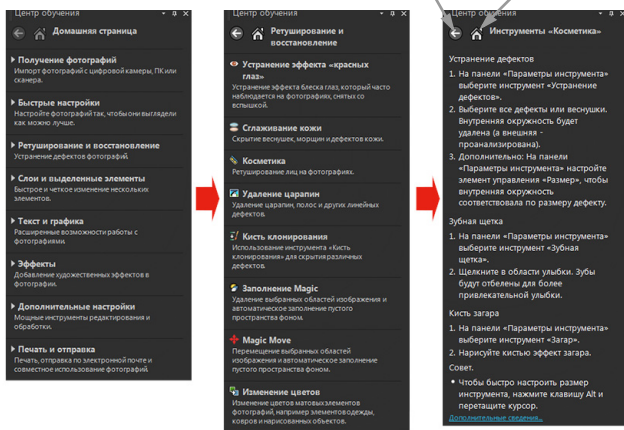 Центр обучения
Домашняя страница
Получение фотографий
Импорт фотографий с цифровой камеры, ПК или
сканера.
Быстрые настройки
Настройте фотографий так, чтобы они выглядели
как можно лучше.
Ретуширование и восстановление
Устранение дефектов фотографий.
Слои и выделенные элементы
Быстрое и четкое изменение нескольких
элементов.
Текст и графика
Расширенные возможности работы с
фотографиями.
Эффекты
Добавление художественных эффектов в
фотографии.
Дополнительные настройки
Мощные инструменты редактирования и
обработки.
Печать и отправка
Печать, отправка по электронной почте и
совместное использование фотографий.
Центр обучения
Ретуширование и
восстановление
Устранение эффекта «красных
глаз»
Устранение эффекта блеска глаз, который часто
наблюдается на фотографиях, снятых со
вспышкой.
Сглаживание кожи
Скрытие веснушек, морщин и дефектов кожи.
Косметика
Ретуширование лиц на фотографиях.
Удаление царапин
Удаление царапин, полос и других линейных
дефектов.
Кисть клонирования
Использование инструмента «Кисть
клонирования» для скрытия различных
дефектов.
Заполнение Magic
Удаление выбранных областей изображения и
автоматическое заполнение пустого
пространства фоном.
Magic Move
Перемещение выбранных областей
изображения и автоматическое заполнение
пустого пространства фоном.
Изменение цветов
Изменение цветов матовых элементов
фотографий, например элементов одежды,
ковров и нарисованных объектов.
Центр обучения
Инструменты «Косметика»
Устранение дефектов
1. На панели «Параметры инструмента»
выберите инструмент «Устранение
дефектов».
2. Выберите все дефекты или веснушки.
Внутренняя окружность будет
удалена (а внешняя -
проанализирована).
3. Дополнительно: На панели
«Параметры инструмента» настройте
элемент управления «Размер», чтобы
внутренняя окружность
соответствовала по размеру дефекту.
Зубная щетка
1. На панели «Параметры инструмента»
выберите инструмент «Зубная
щетка».
2. Щелкните в области улыбки. Зубы
будут отбелены для более
привлекательной улыбки.
Кисть загара
1. На панели «Параметры инструмента»
выберите инструмент «Загар».
2. Нарисуйте кистью эффект загара.
Совет.
• Чтобы быстро настроить размер
инструмента, нажмите клавишу Alt и
перетащите курсор.
Дополнительные сведения...